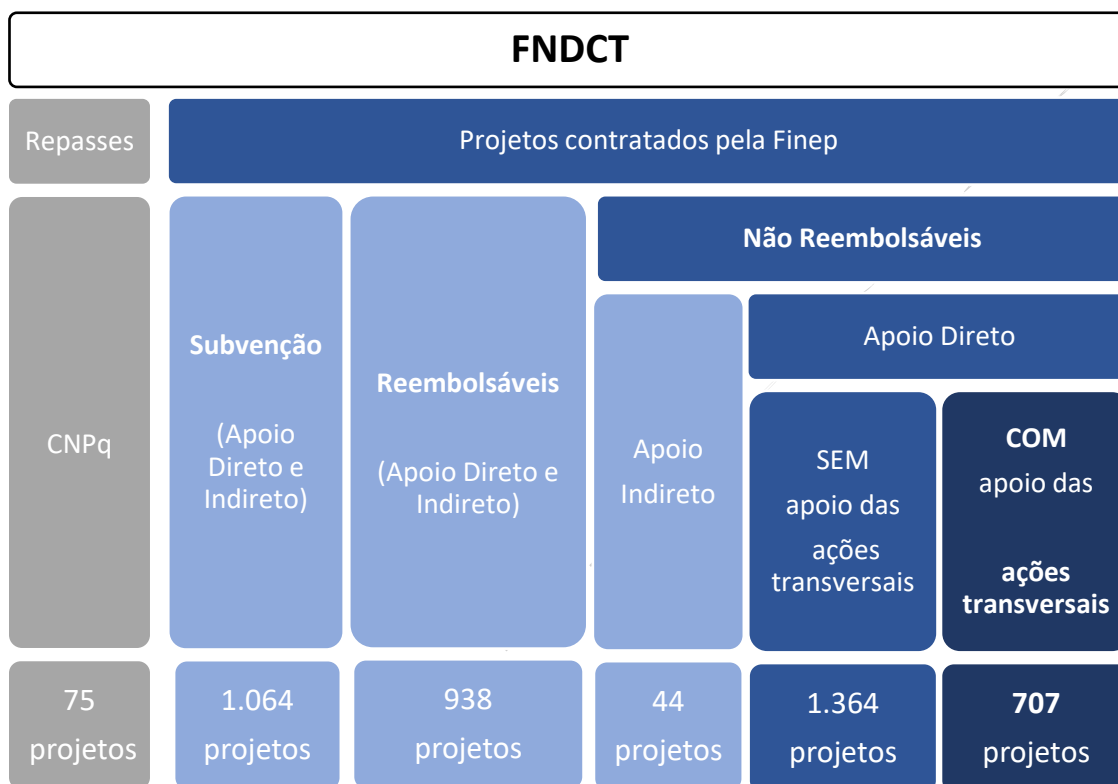 FNDCT
Repasses
Projetos contratados pela Finep
CNPq
Subvenção
(Apoio
Direto e
Indireto)
Reembolsáveis
(Apoio Direto e
Indireto)
Não Reembolsáveis
Apoio
Indireto
Apoio Direto
SEM
apoio das
ações
transversais
COM
apoio das
ações
transversais
75
projetos
1.064
projetos
938
projetos
44
projetos
1.364
projetos
707
projetos